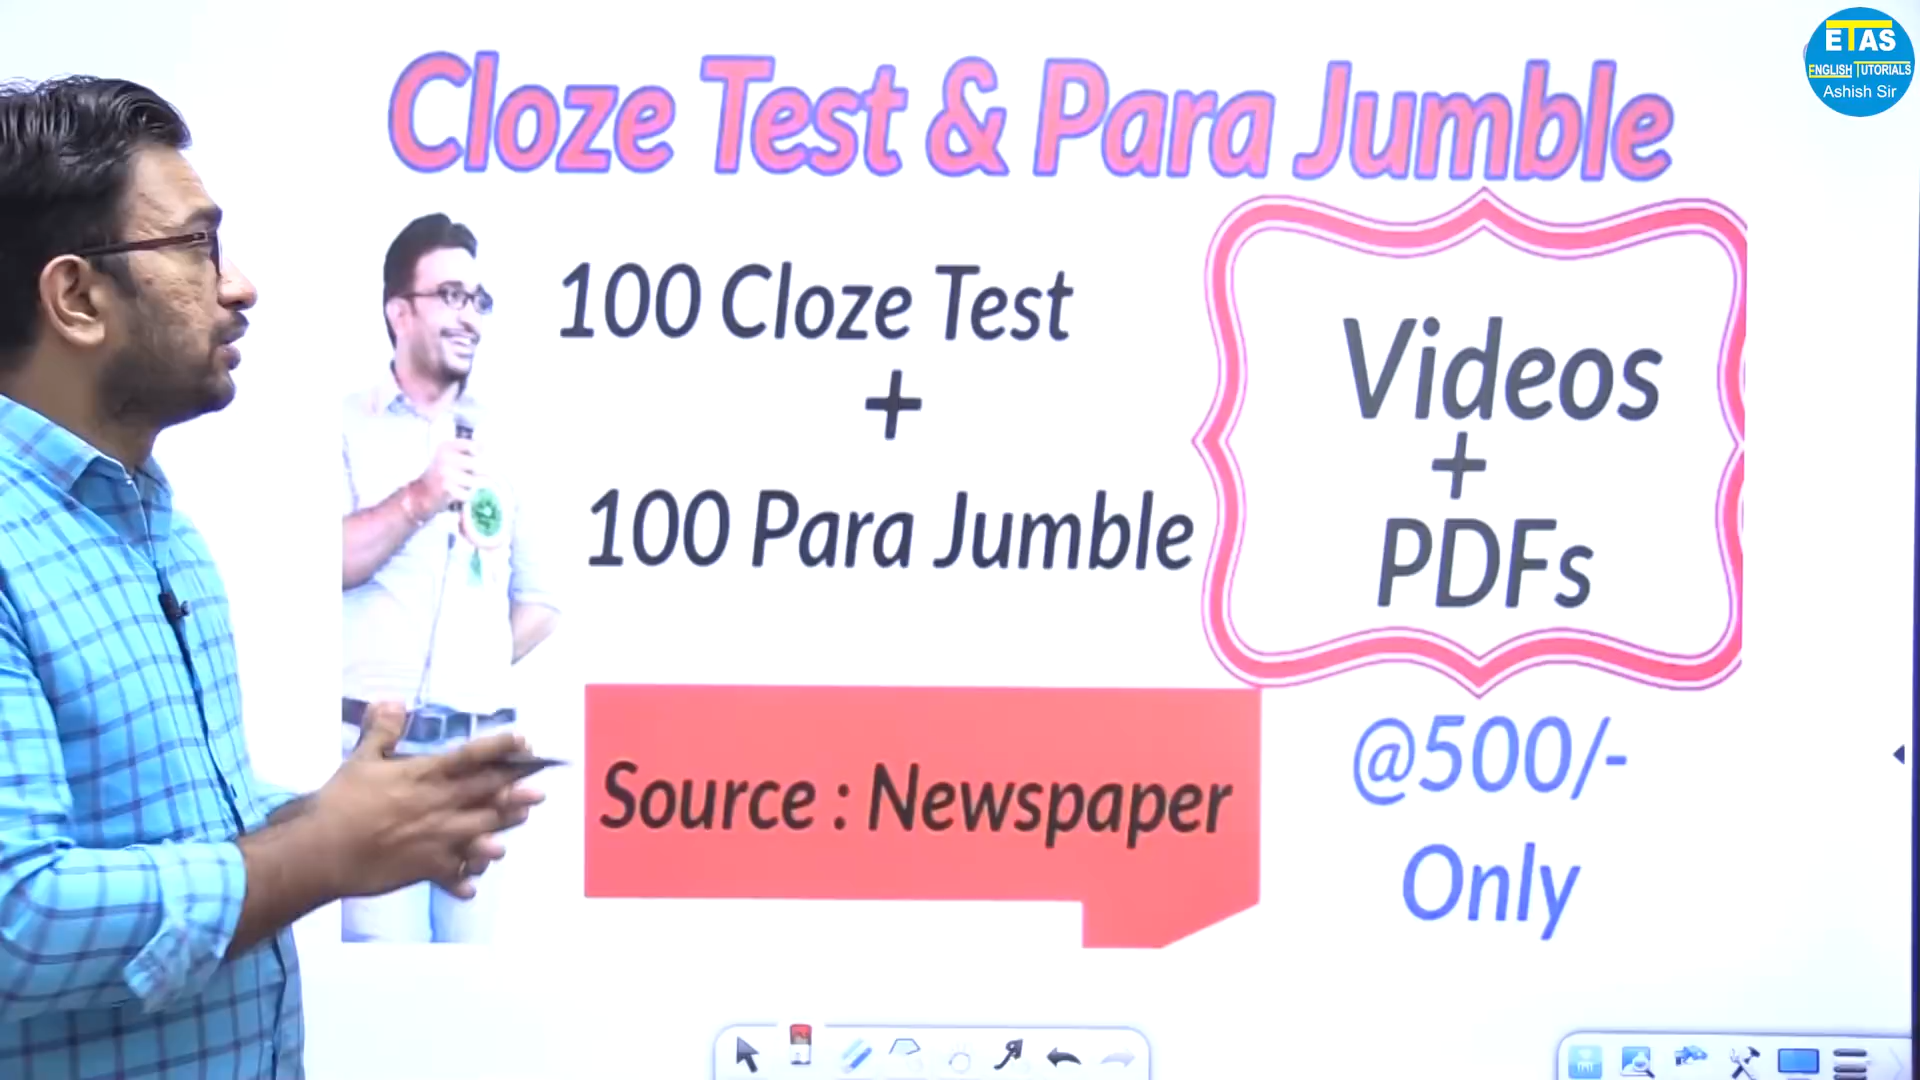 ETAS
ENGLISH TUTORIALS
Ashish Sir
Cloze Test & Para Jumble
100 Cloze Test
+
100 Para Jumble
Videos
+
PDFs
Source : Newspaper
@500/-
Only